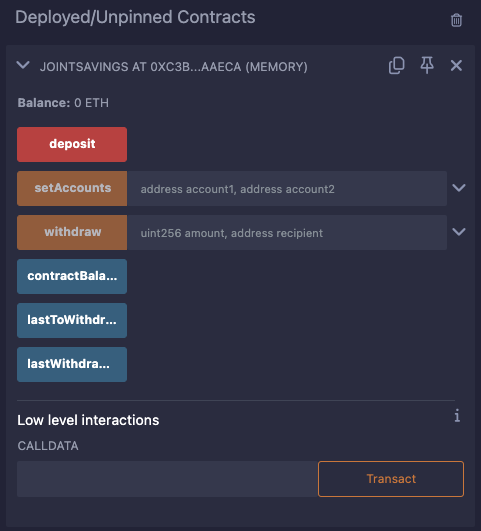 Deployed/Unpinned Contracts
JOINTSAVINGS AT 0XC3B...AAECA (MEMORY)
Balance: 0 ETH
deposit
setAccounts address account1, address account2
withdraw uint256 amount, address recipient
contractBala...
lastToWithdr...
lastWithdra...
Low level interactions
i
CALLDATA
Transact